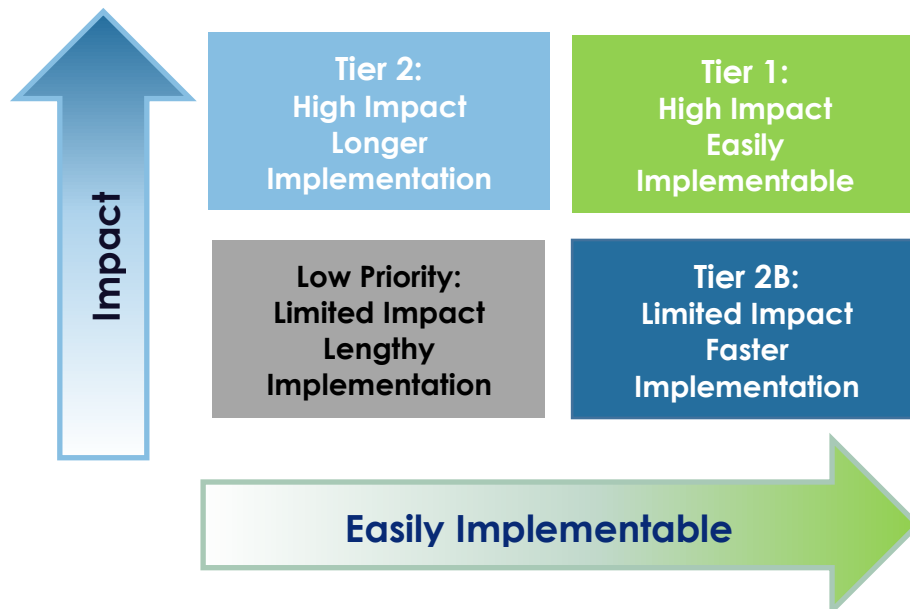 Tier 2:
High Impact
Longer
Implementation
Tier 1:
High Impact
Easily
Implementable
Impact
Low Priority:
Limited Impact
Lengthy
Implementation
Tier 2B:
Limited Impact
Faster
Implementation
Easily Implementable